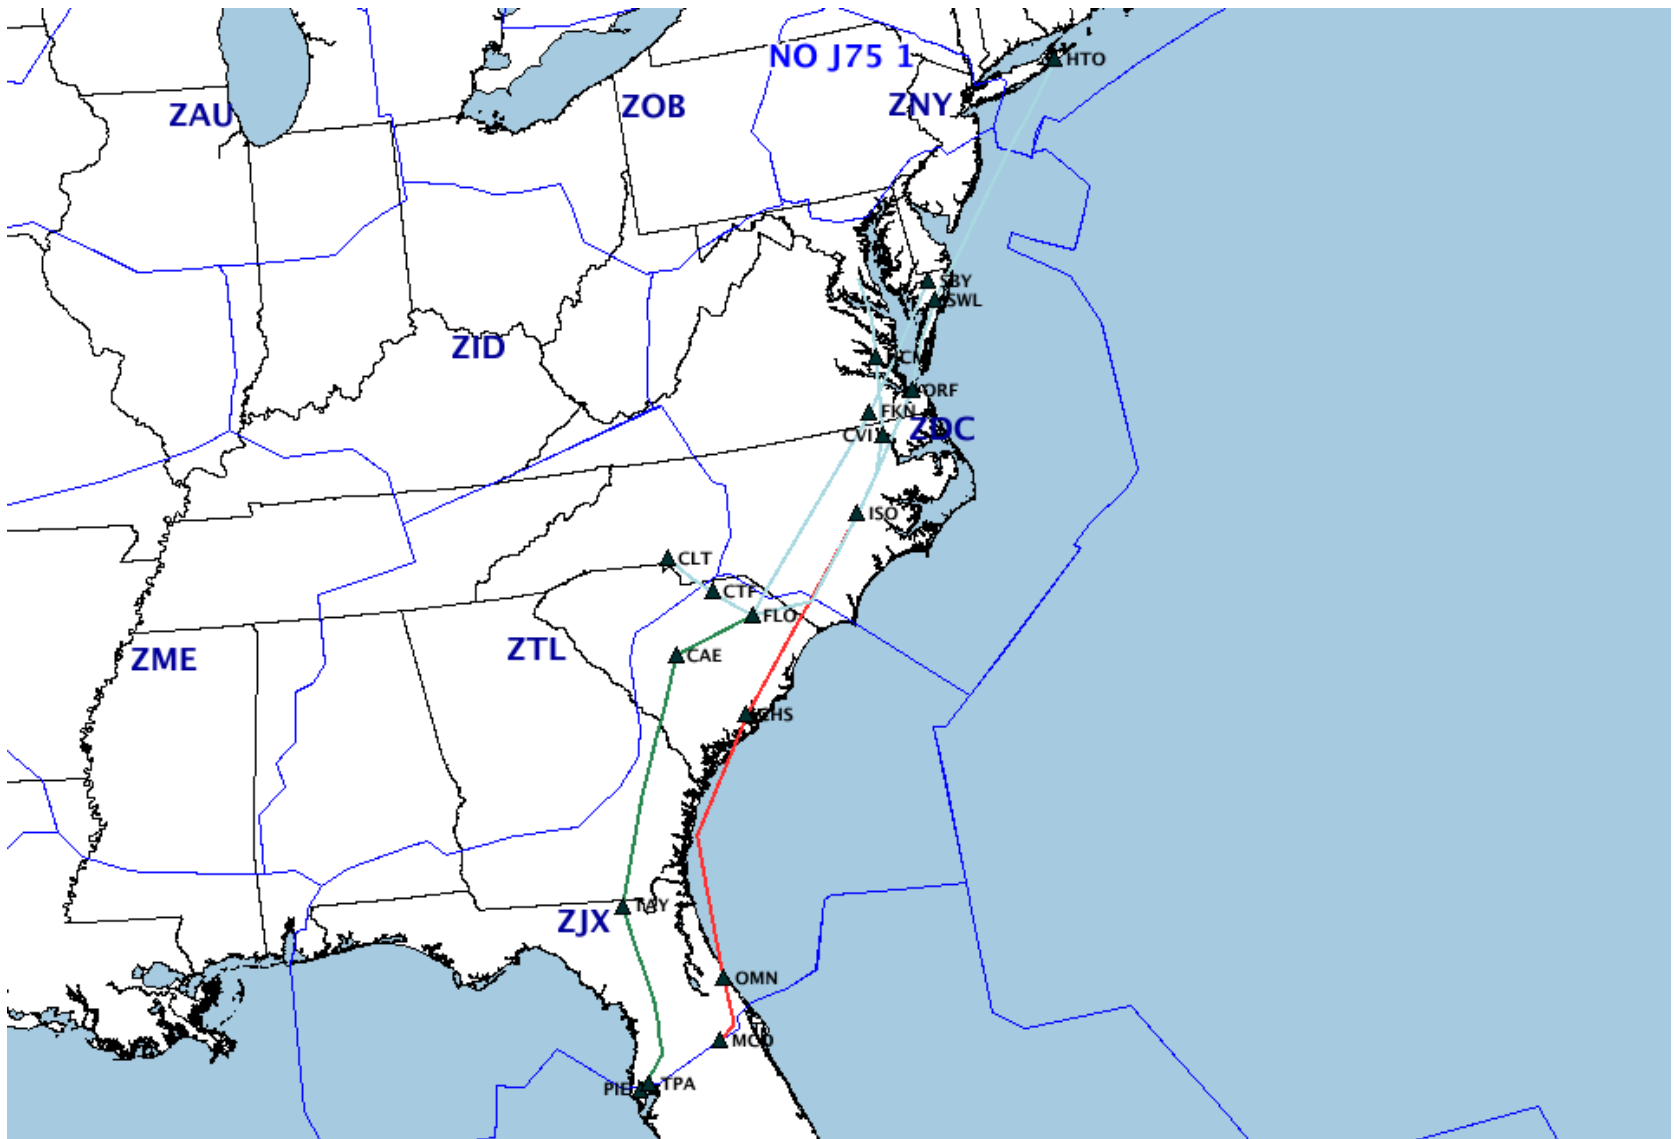 NO J75 1
HTO
ZAU
ZOB
ZNY
SBY
SWL
ZID
ORF
FKN
CVI
ZDC
ISO
CLT
CTF
FLO
ZTL
CAE
ZME
CHS
TAY
ZJX
OMN
MCO
TPA
PIE